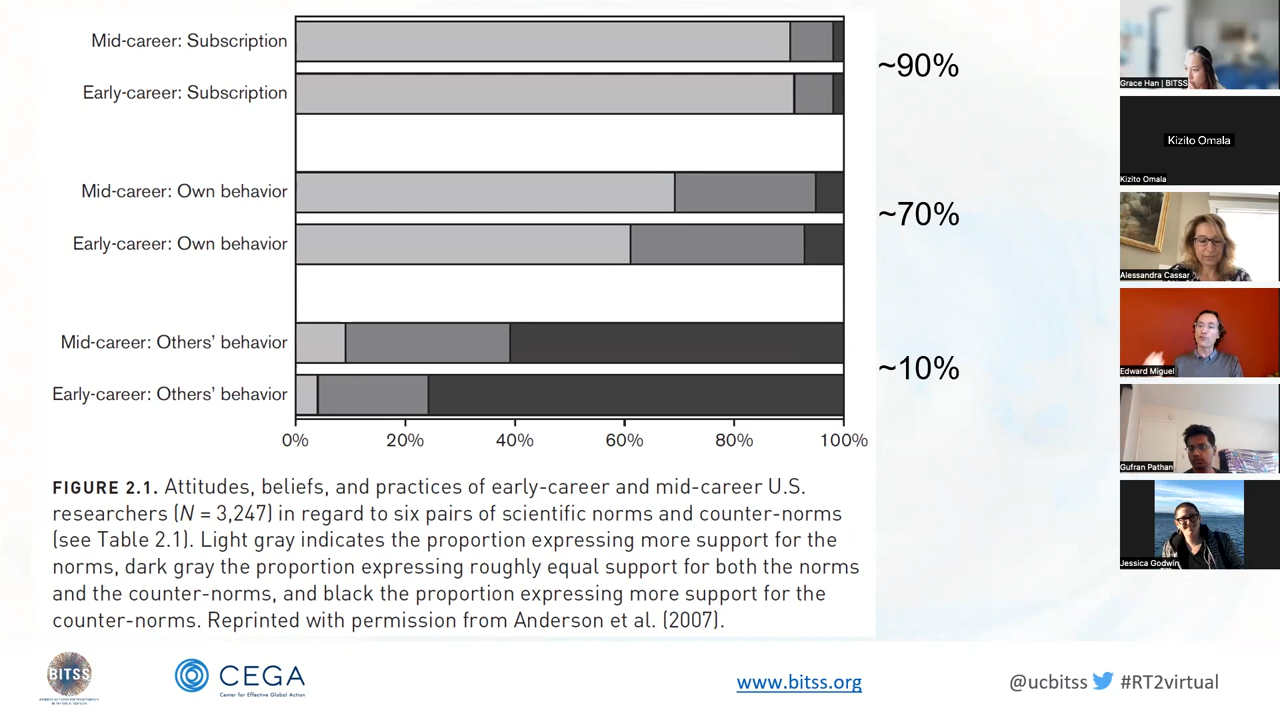 Mid-career: Subscription
~90%
Early-career: Subscription
Mid-career: Own behavior
~70%
Early-career: Own behavior
Mid-career: Others’ behavior
~10%
Early-career: Others’ behavior
0% 20% 40% 60% 80% 100%
FIGURE 2.1. Attitudes, beliefs, and practices of early-career and mid-career U.S.
researchers (N = 3,247) in regard to six pairs of scientific norms and counter-norms
(see Table 2.1). Light gray indicates the proportion expressing more support for the
norms, dark gray the proportion expressing roughly equal support for both the norms
and the counter-norms, and black the proportion expressing more support for the
counter-norms. Reprinted with permission from Anderson et al. (2007).
Grace Han | BITSS
Kizito Omala
Kizito Omala
Alessandra Cassar
Edward Miguel
Gufran Pathan
Jessica Godwin
BITSS
CEGA
Center for Effective Global Action
www.bitss.org
@ucbitss #RT2virtual